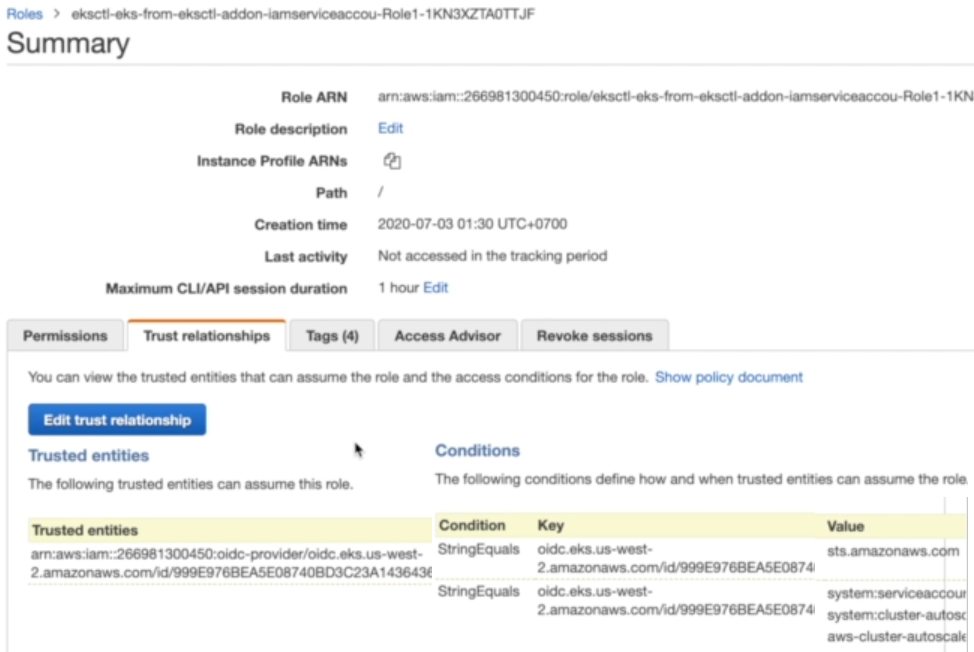 Roles > eksctl-eks-from-eksctl-addon-iamserviceaccou-Role1-1KN3XZTA0TTJF
Summary
Role ARN arn:aws:iam::266981300450:role/eksctl-eks-from-eksctl-addon-iamserviceaccou-Role1-1KN
Role description Edit
Instance Profile ARNs
Path /
Creation time 2020-07-03 01:30 UTC+0700
Last activity Not accessed in the tracking period
Maximum CLI/API session duration 1 hour Edit
Permissions Trust relationships Tags (4) Access Advisor Revoke sessions
You can view the trusted entities that can assume the role and the access conditions for the role. Show policy document
Edit trust relationship
Trusted entities
The following trusted entities can assume this role.
Trusted entities
arn:aws:iam::266981300450:oidc-provider/oidc.eks.us-west-
2.amazonaws.com/id/999E976BEA5E08740BD3C23A1436436
Conditions
The following conditions define how and when trusted entities can assume the role.
Condition Key Value
StringEquals oidc.eks.us-west- sts.amazonaws.com
2.amazonaws.com/id/999E976BEA5E0874
StringEquals oidc.eks.us-west- system:serviceaccour
2.amazonaws.com/id/999E976BEA5E0874 system:cluster-autosc
aws-cluster-autoscale